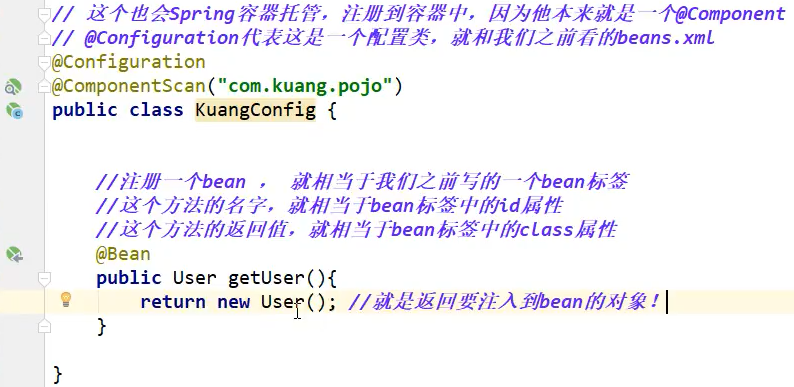 // 这个也会Spring容器托管，注册到容器中，因为他本来就是一个@Component
// @Configuration代表这是一个配置类，就和我们之前看的beans.xml
@Configuration
@ComponentScan("com.kuang.pojo")
public class KuangConfig {
//注册一个bean ， 就相当于我们之前写的一个bean标签
//这个方法的名字，就相当于bean标签中的id属性
//这个方法的返回值，就相当于bean标签中的class属性
@Bean
public User getUser(){
return new User(); //就是返回要注入到bean的对象！
}
}